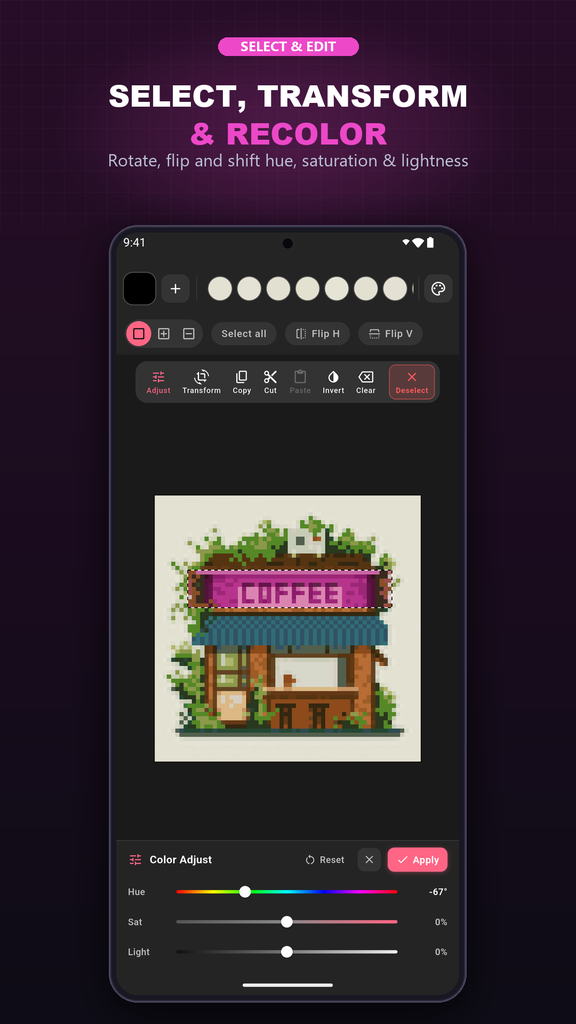 SELECT & EDIT
SELECT, TRANSFORM
& RECOLOR
Rotate, flip and shift hue, saturation & lightness
9:41
Select all Flip H Flip V
Adjust Transform Copy Cut Paste Invert Clear Deselect
COFFEE
Color Adjust Reset Apply
Hue -67°
Sat 0%
Light 0%